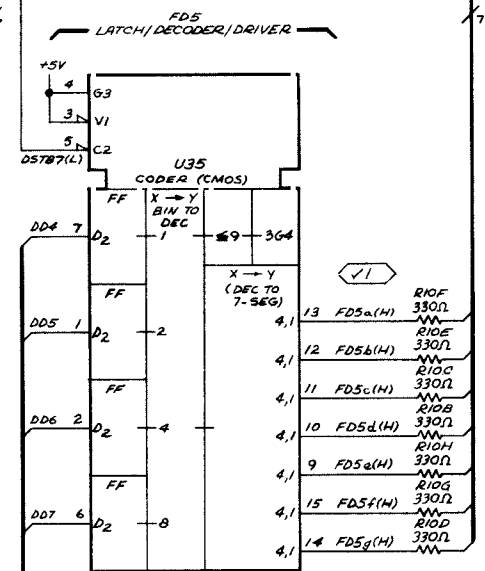 FD5
LATCH/DECODER/DRIVER
7
+5V
4 G3
3 V1
5 C2
DSTB7(L)
U35
CODER (CMOS)
FF X → Y
BIN TO
DEC
DD4 7 D2 1 ≤9 3G4
X → Y
(DEC TO
7-SEG)
√1
FF
DD5 1 D2 2
FF
DD6 2 D2 4
FF
DD7 6 D2 8
R10F
4,1 13 FD5a(H) 330Ω
R10E
4,1 12 FD5b(H) 330Ω
R10C
4,1 11 FD5c(H) 330Ω
R10B
4,1 10 FD5d(H) 330Ω
R10H
4,1 9 FD5e(H) 330Ω
R10G
4,1 15 FD5f(H) 330Ω
R10D
4,1 14 FD5g(H) 330Ω